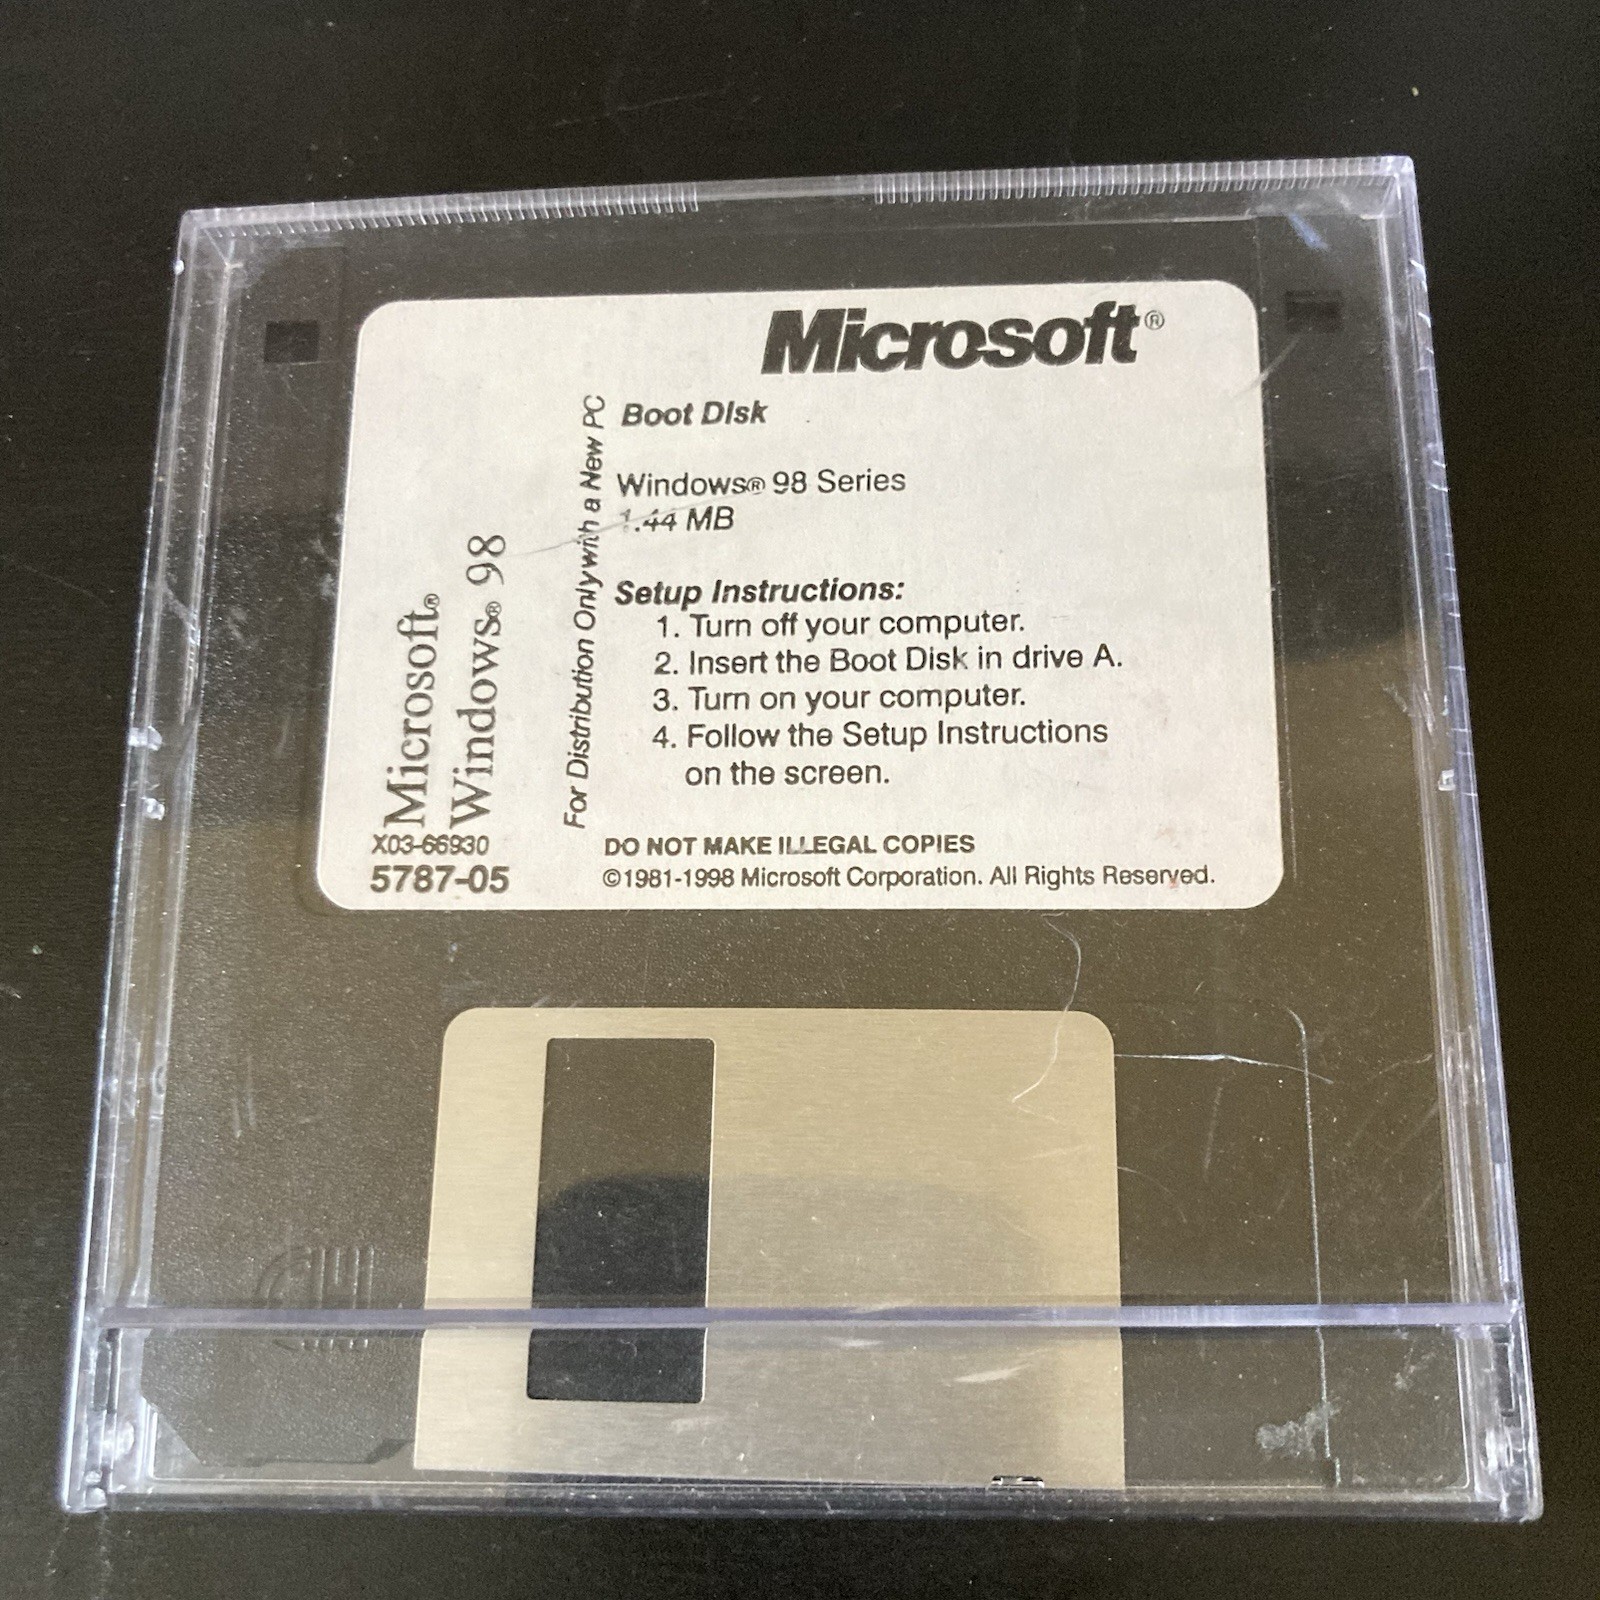 Microsoft®
Boot Disk
Windows® 98 Series
1.44 MB
Setup Instructions:
1. Turn off your computer.
2. Insert the Boot Disk in drive A.
3. Turn on your computer.
4. Follow the Setup Instructions
on the screen.
DO NOT MAKE ILLEGAL COPIES
©1981-1998 Microsoft Corporation. All Rights Reserved.
For Distribution Only with a New PC
Microsoft®
Windows® 98
X03-66930
5787-05